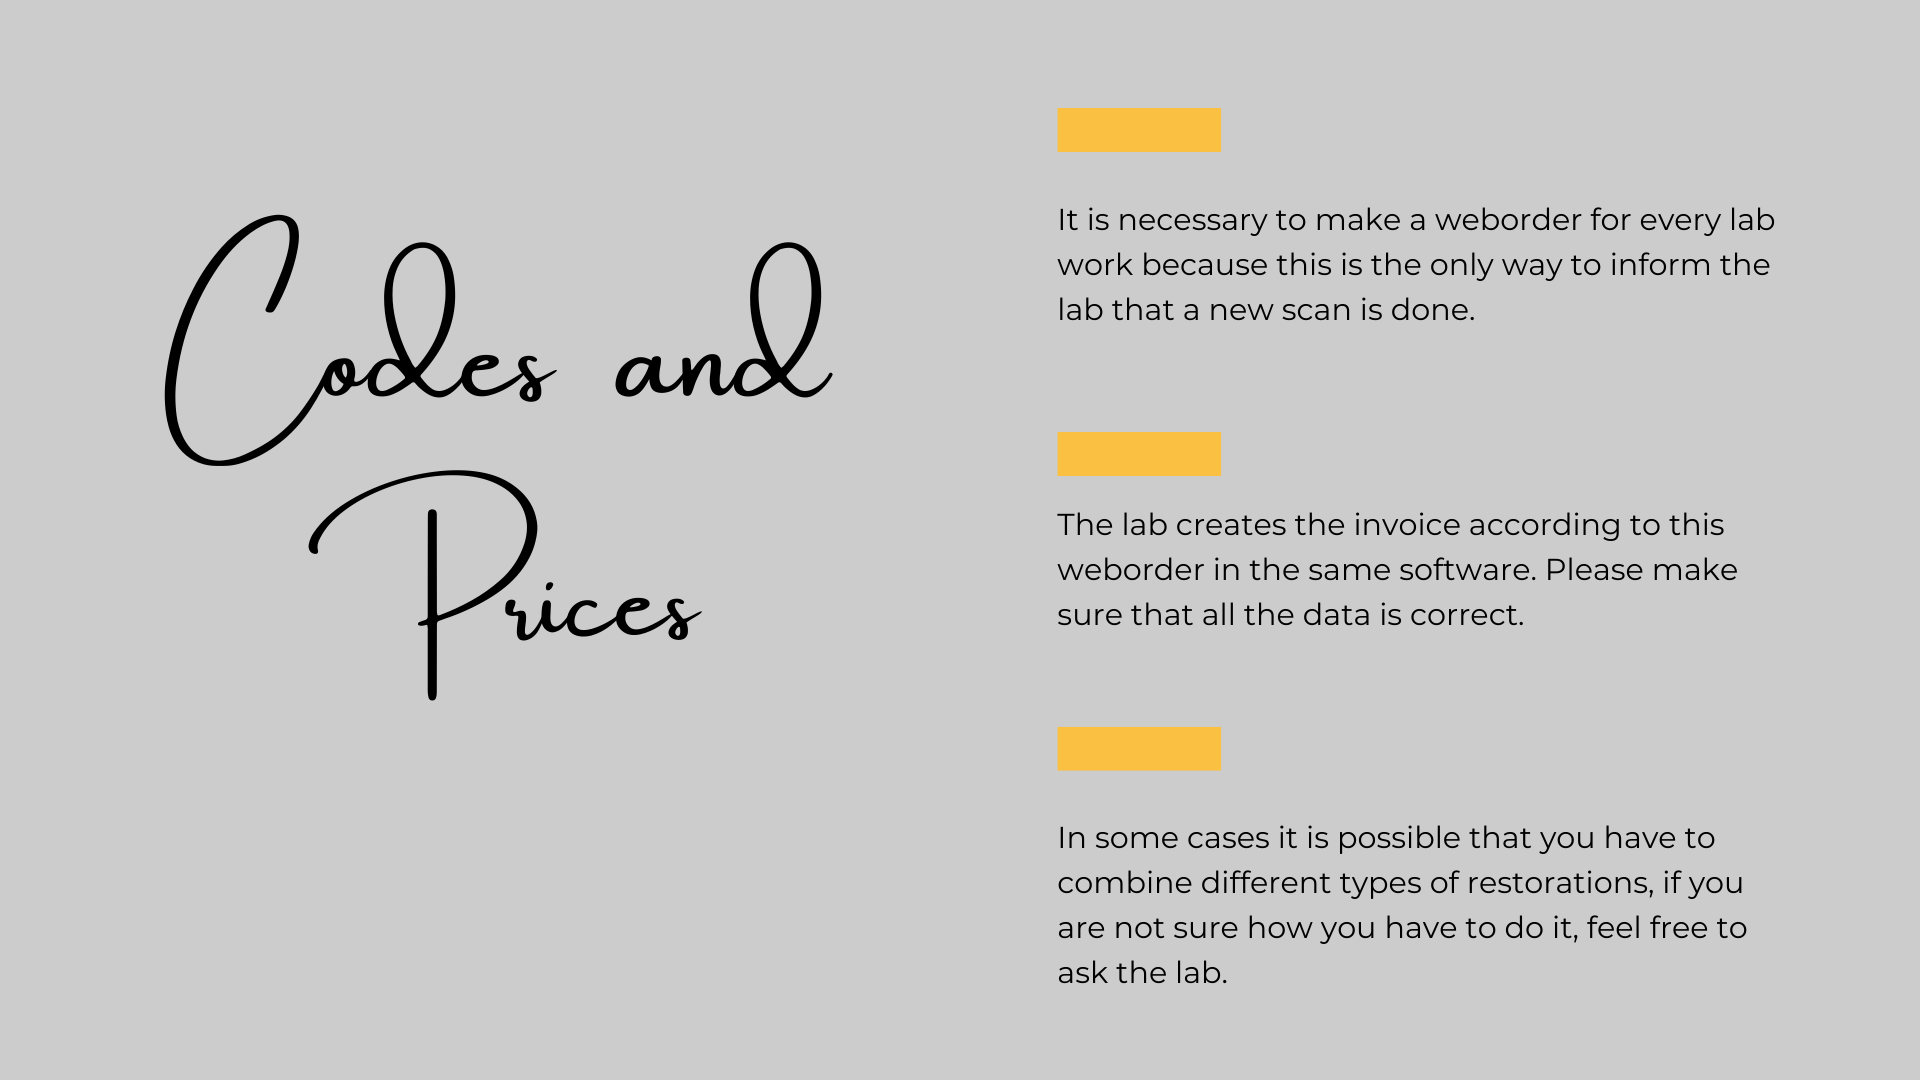 Codes and
Prices
It is necessary to make a weborder for every lab
work because this is the only way to inform the
lab that a new scan is done.
The lab creates the invoice according to this
weborder in the same software. Please make
sure that all the data is correct.
In some cases it is possible that you have to
combine different types of restorations, if you
are not sure how you have to do it, feel free to
ask the lab.